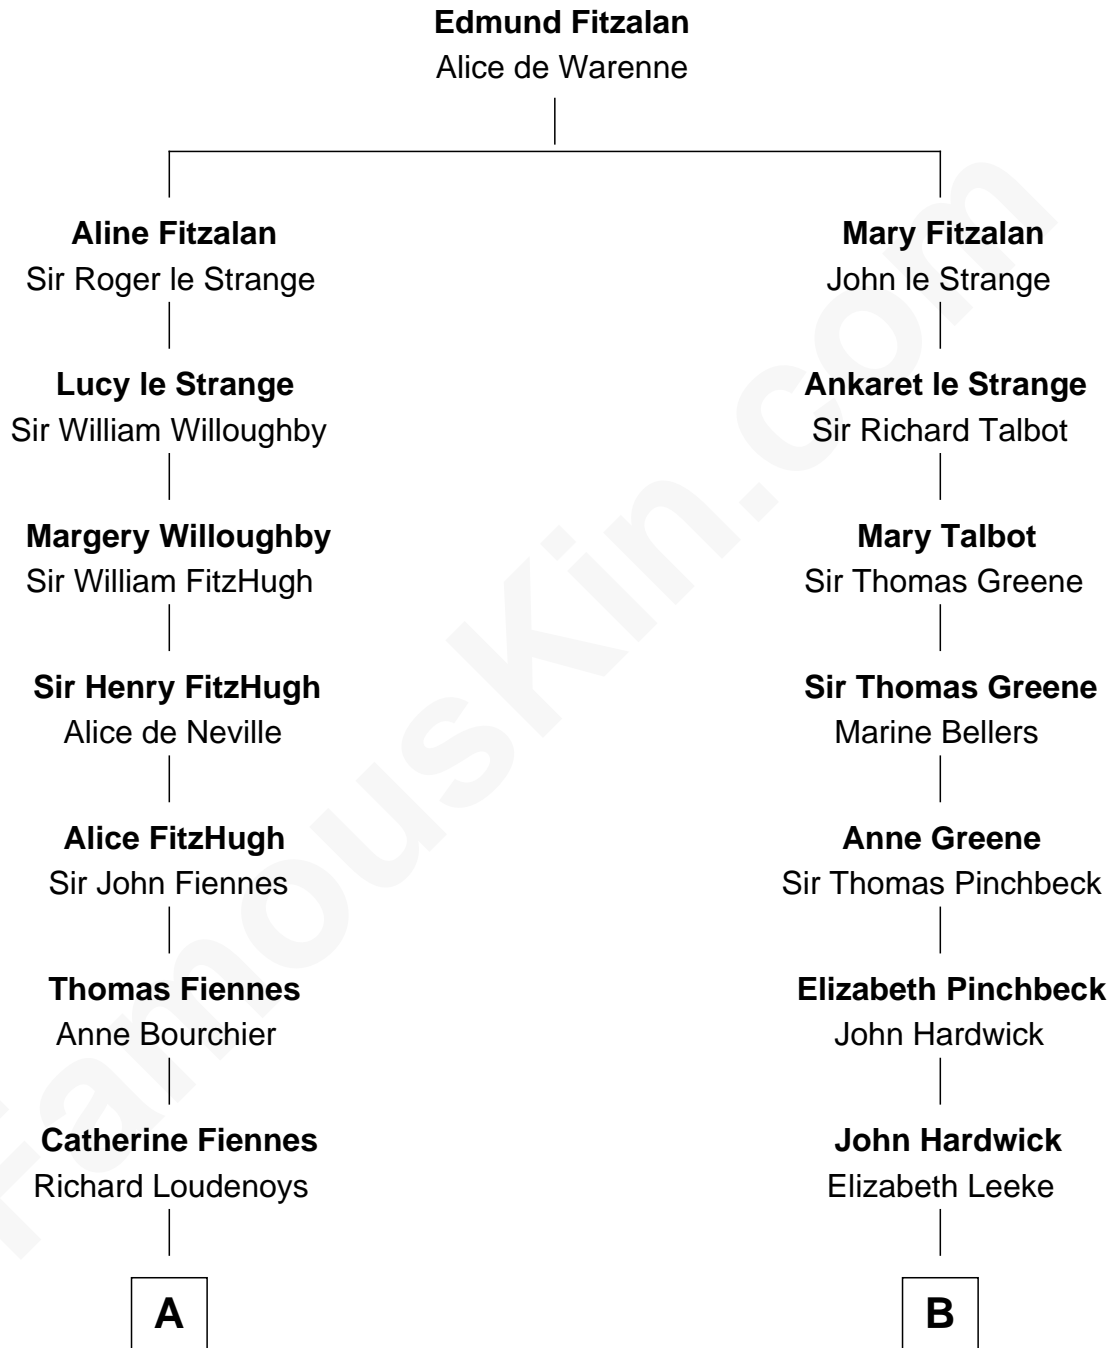 Edmund Fitzalan
Alice de Warenne
Aline Fitzalan
Sir Roger le Strange
Mary Fitzalan
John le Strange
Lucy le Strange
Sir William Willoughby
Ankaret le Strange
Sir Richard Talbot
Margery Willoughby
Sir William FitzHugh
Mary Talbot
Sir Thomas Greene
Sir Henry FitzHugh
Alice de Neville
Sir Thomas Greene
Marine Bellers
Alice FitzHugh
Sir John Fiennes
Anne Greene
Sir Thomas Pinchbeck
Thomas Fiennes
Anne Bourchier
Elizabeth Pinchbeck
John Hardwick
Catherine Fiennes
Richard Loudenoys
John Hardwick
Elizabeth Leeke
A
B
FamousKin.com